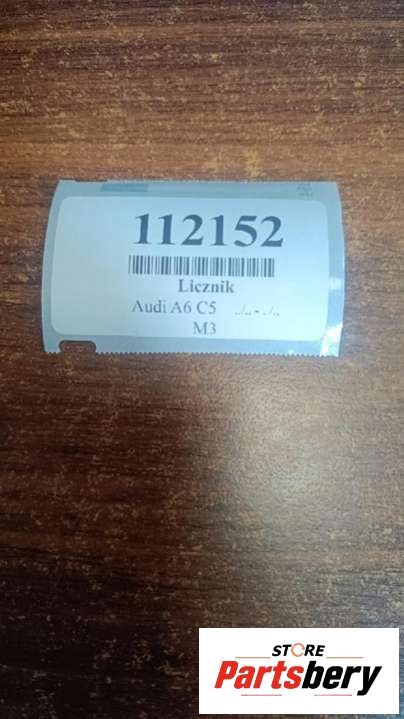 112152
Licznik
Audi A6 C5 ./.. - ./..
M3
STORE
Partsbery